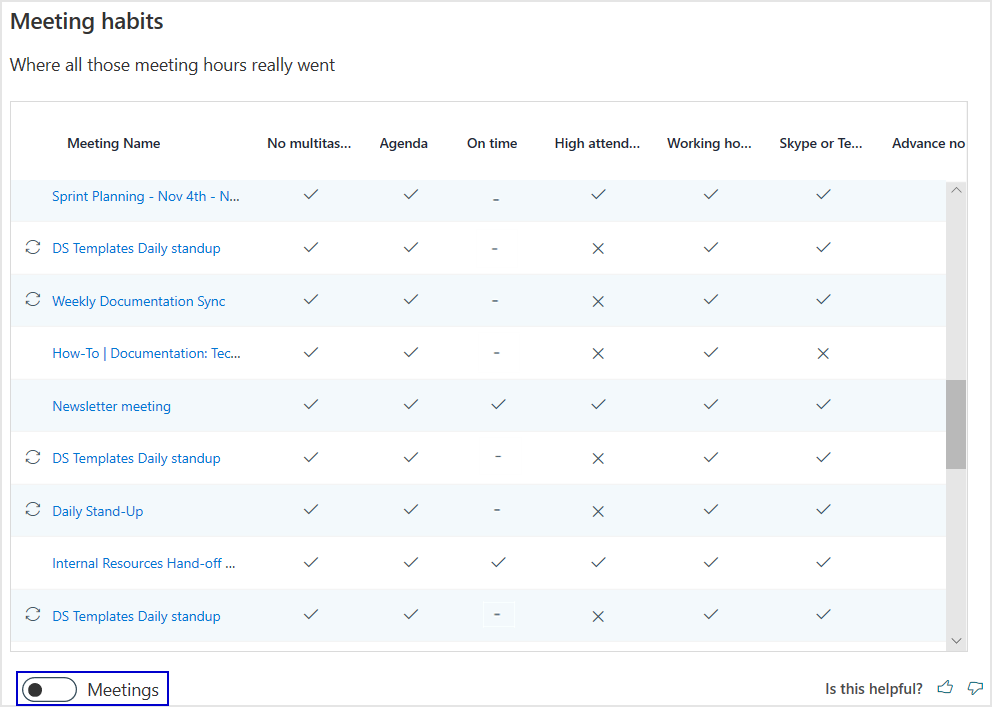 Meeting habits
Where all those meeting hours really went
Meeting Name No multitas... Agenda On time High attend... Working ho... Skype or Te... Advance no
Sprint Planning - Nov 4th - N... -
DS Templates Daily standup -
Weekly Documentation Sync -
How-To | Documentation: Tec... -
Newsletter meeting
DS Templates Daily standup -
Daily Stand-Up -
Internal Resources Hand-off ...
DS Templates Daily standup -
Meetings Is this helpful?